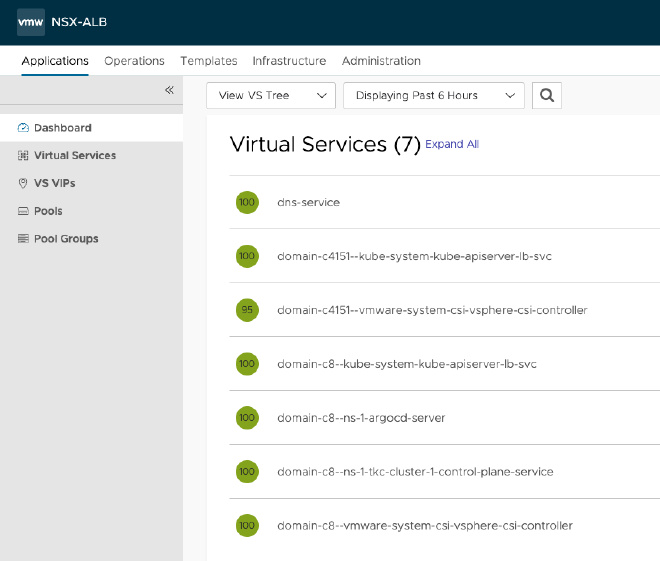 vmw NSX-ALB
Applications Operations Templates Infrastructure Administration
View VS Tree Displaying Past 6 Hours
Dashboard
Virtual Services
VS VIPs
Pools
Pool Groups
Virtual Services (7) Expand All
100 dns-service
100 domain-c4151--kube-system-kube-apiserver-lb-svc
95 domain-c4151--vmware-system-csi-vsphere-csi-controller
100 domain-c8--kube-system-kube-apiserver-lb-svc
100 domain-c8--ns-1-argocd-server
100 domain-c8--ns-1-tkc-cluster-1-control-plane-service
100 domain-c8--vmware-system-csi-vsphere-csi-controller